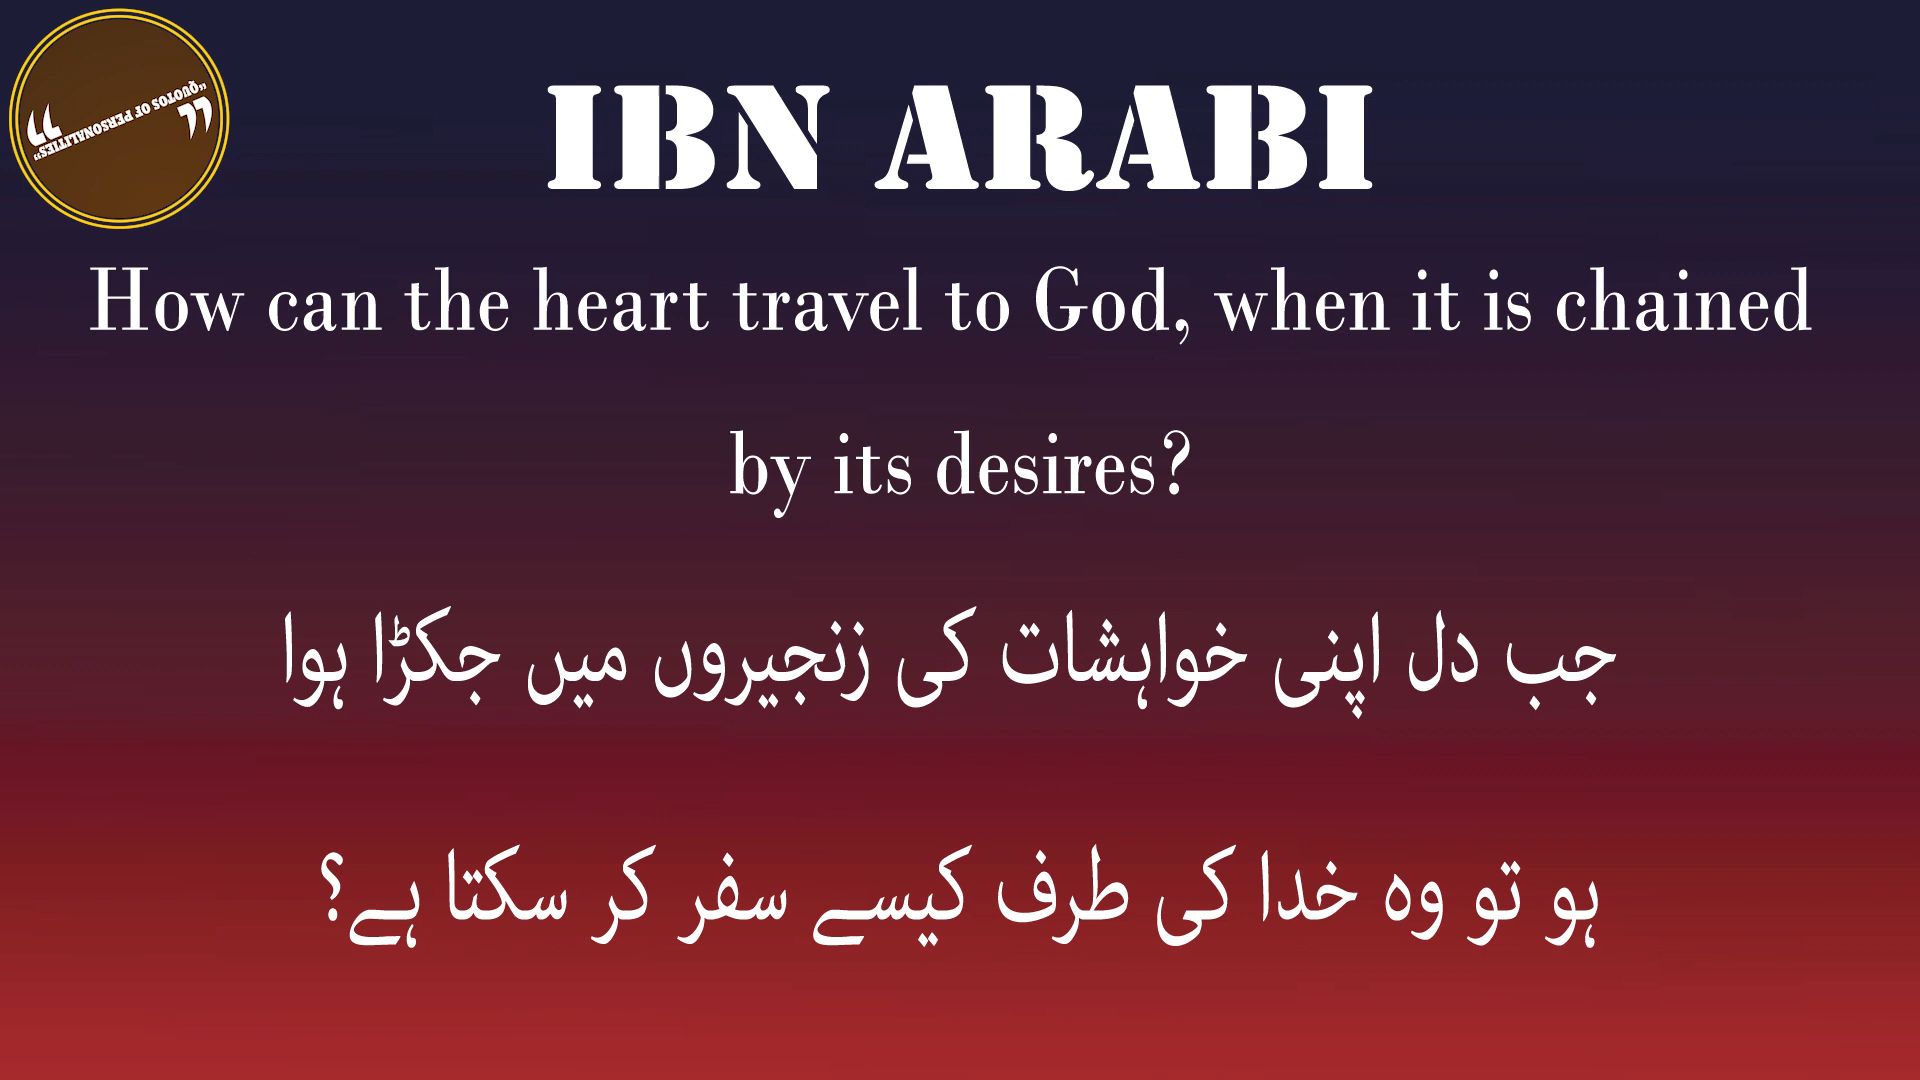 "QUOTOS OF PERSONALITIES"
IBN ARABI
How can the heart travel to God, when it is chained
by its desires?
جب دل اپنی خواہشات کی زنجیروں میں جکڑا ہوا
ہو تو وہ خدا کی طرف کیسے سفر کر سکتا ہے؟